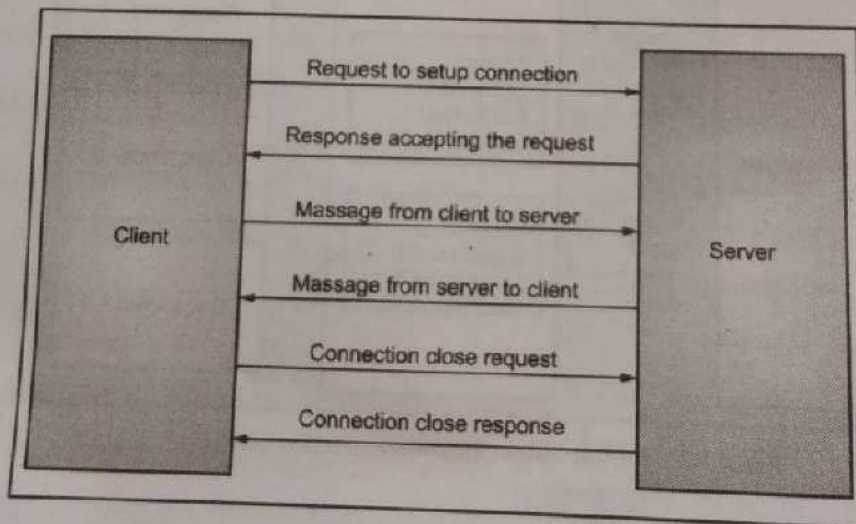 Request to setup connection
Response accepting the request
Massage from client to server
Client
Server
Massage from server to client
Connection close request
Connection close response